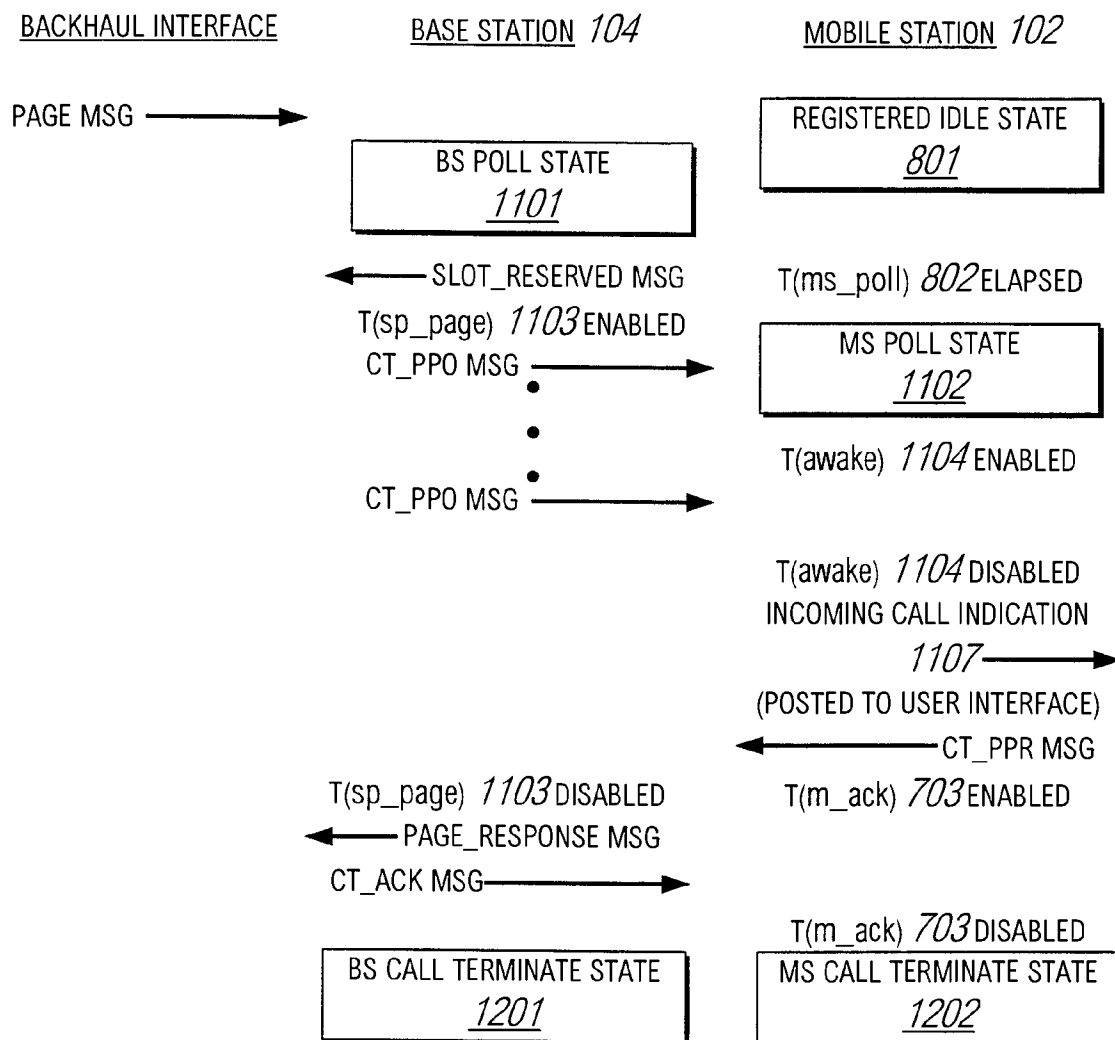 BACKHAUL INTERFACE
BASE STATION 104
MOBILE STATION 102
PAGE MSG
REGISTERED IDLE STATE
801
BS POLL STATE
1101
SLOT_RESERVED MSG
T(ms_poll) 802 ELAPSED
T(sp_page) 1103 ENABLED
MS POLL STATE
1102
CT_PPO MSG
T(awake) 1104 ENABLED
CT_PPO MSG
T(awake) 1104 DISABLED
INCOMING CALL INDICATION
1107
(POSTED TO USER INTERFACE)
CT_PPR MSG
T(sp_page) 1103 DISABLED
T(m_ack) 703 ENABLED
PAGE_RESPONSE MSG
CT_ACK MSG
T(m_ack) 703 DISABLED
BS CALL TERMINATE STATE
1201
MS CALL TERMINATE STATE
1202